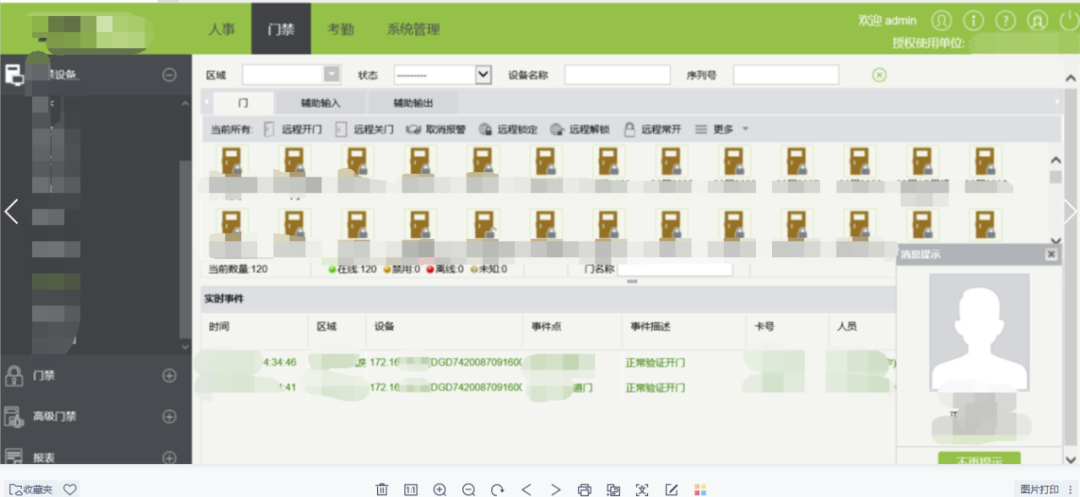 人事 门禁 考勤 系统管理
欢迎 admin
授权使用单位:
设备
区域 状态 --------- 设备名称 序列号
门 辅助输入 辅助输出
当前所有: 远程开门 远程关门 取消报警 远程锁定 远程解锁 远程常开 更多
当前数量:120 在线:120 禁用:0 离线:0 未知:0 门名称
消息提示
实时事件
时间 区域 设备 事件点 事件描述 卡号 人员
4:34:46 房 172.16 DGD7420087091600 正常验证开门
:41 172.16 DGD7420087091600 道门 正常验证开门
门禁
高级门禁
报表
不再提示
收藏夹 1:1 图片打印